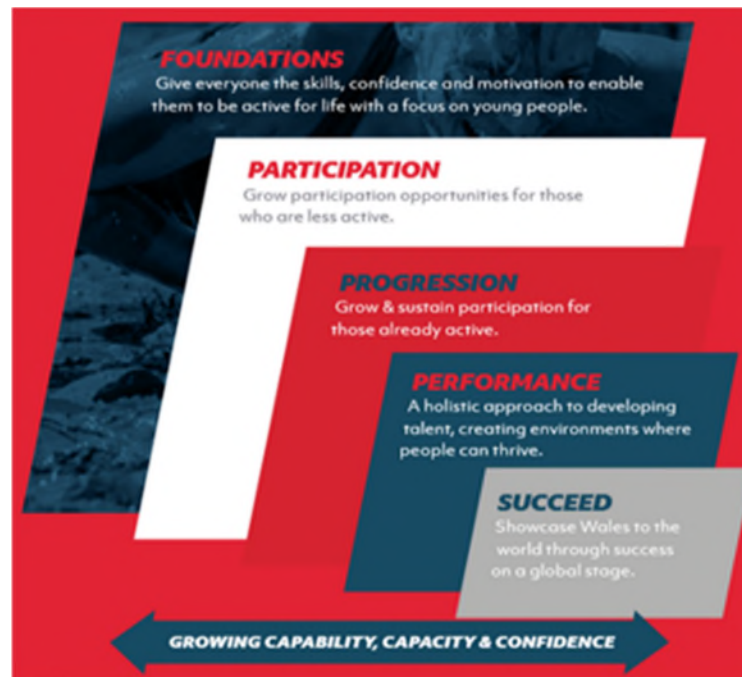 FOUNDATIONS
Give everyone the skills, confidence and motivation to enable
them to be active for life with a focus on young people.
PARTICIPATION
Grow participation opportunities for those
who are less active.
PROGRESSION
Grow & sustain participation for
those already active.
PERFORMANCE
A holistic approach to developing
talent, creating environments where
people can thrive.
SUCCEED
Showcase Wales to the
world through success
on a global stage.
GROWING CAPABILITY, CAPACITY & CONFIDENCE